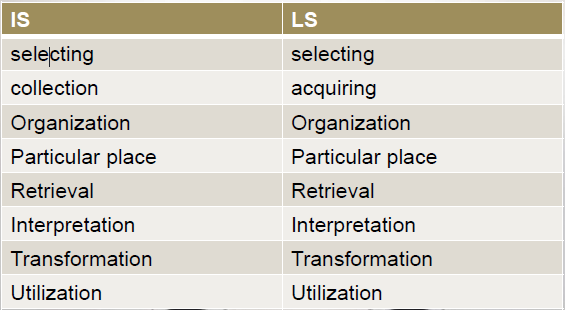 IS LS
selecting selecting
collection acquiring
Organization Organization
Particular place Particular place
Retrieval Retrieval
Interpretation Interpretation
Transformation Transformation
Utilization Utilization